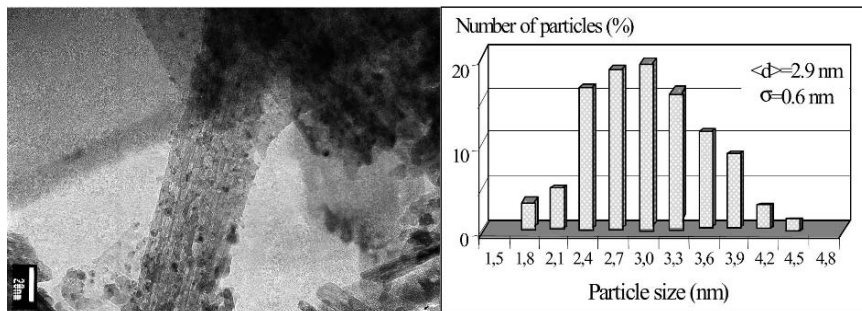 20nm
Number of particles (%)
20
<d>=2.9 nm
σ=0.6 nm
10
0
1,5 1,8 2,1 2,4 2,7 3,0 3,3 3,6 3,9 4,2 4,5 4,8
Particle size (nm)